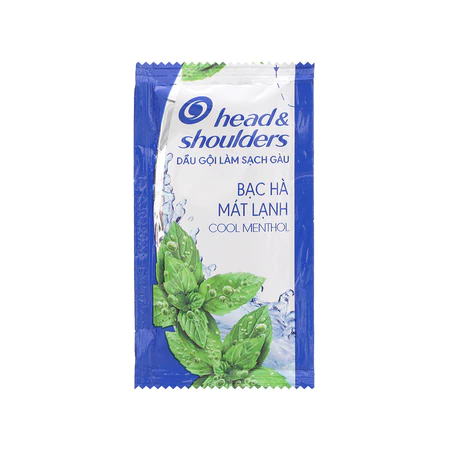 head &
shoulders
DẦU GỘI LÀM SẠCH GÀU
BẠC HÀ
MÁT LẠNH
COOL MENTHOL